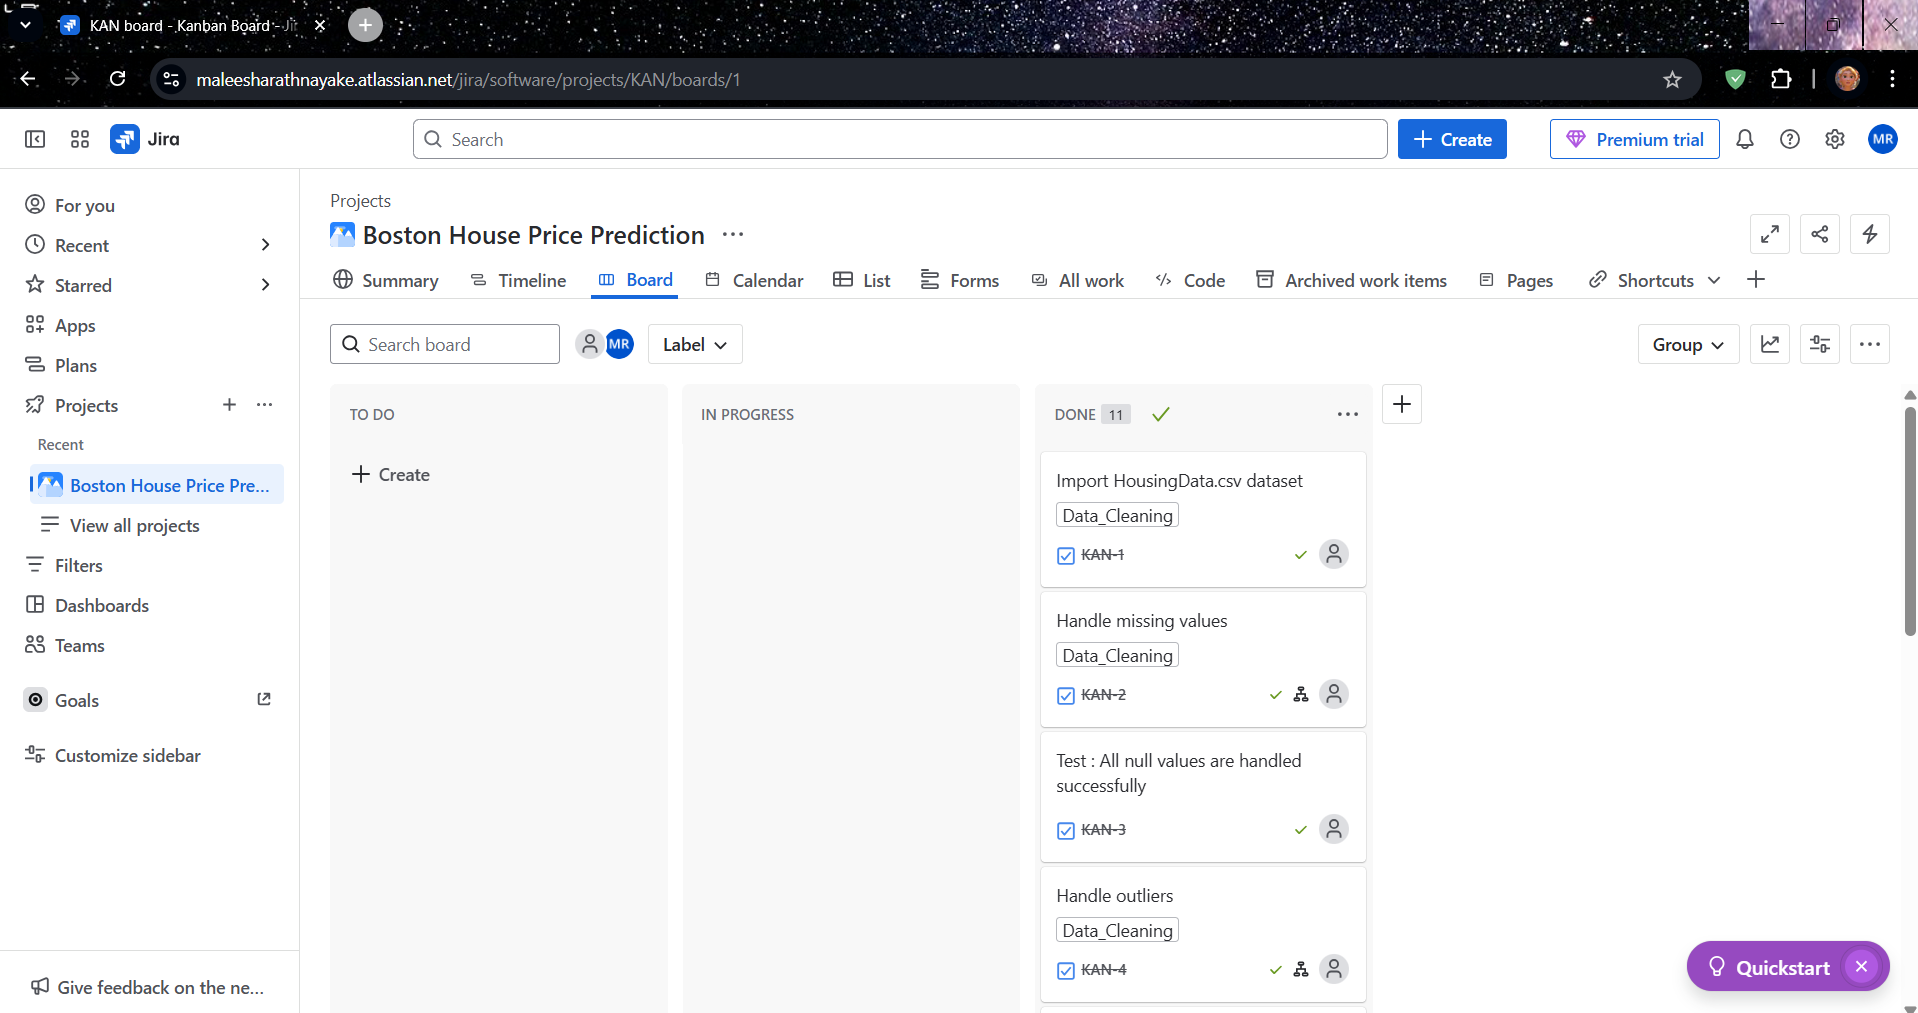 KAN board - Kanban Board - Jir
maleesharathnayake.atlassian.net/jira/software/projects/KAN/boards/1
Jira
Search
Create
Premium trial
MR
For you
Recent
Starred
Apps
Plans
Projects
Recent
Boston House Price Pre...
View all projects
Filters
Dashboards
Teams
Goals
Customize sidebar
Give feedback on the ne...
Projects
Boston House Price Prediction
Summary
Timeline
Board
Calendar
List
Forms
All work
Code
Archived work items
Pages
Shortcuts
Search board
MR
Label
Group
TO DO
Create
IN PROGRESS
DONE 11
Import HousingData.csv dataset
Data_Cleaning
KAN-1
Handle missing values
Data_Cleaning
KAN-2
Test : All null values are handled
successfully
KAN-3
Handle outliers
Data_Cleaning
KAN-4
Quickstart